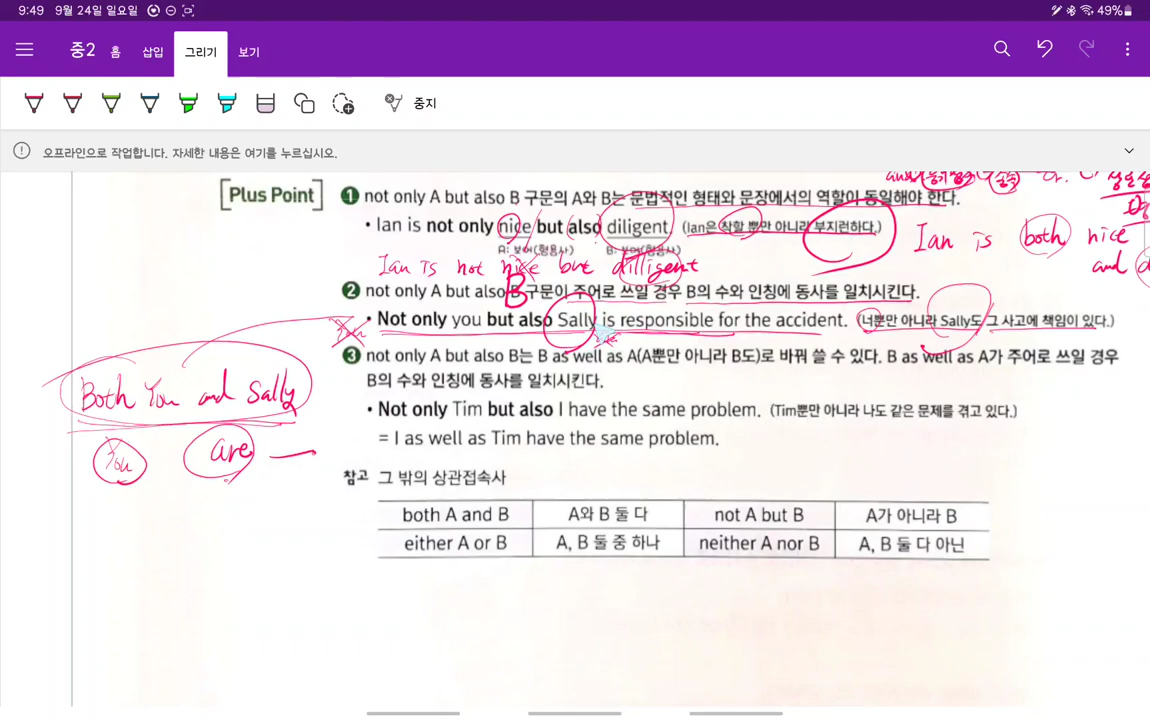 9:49 9월 24일 일요일 49%
중2 홈 삽입 그리기 보기
중지
오프라인으로 작업합니다. 자세한 내용은 여기를 누르십시오.
Plus Point
1 not only A but also B 구문의 A와 B는 문법적인 형태와 문장에서의 역할이 동일해야 한다.
• Ian is not only nice but also diligent. (Ian은 착할 뿐만 아니라 부지런하다.)
A: 보어(형용사) B: 보어(형용사)
Ian is both nice
and
Ian is not nice but dilligent
B
2 not only A but also B 구문이 주어로 쓰일 경우 B의 수와 인칭에 동사를 일치시킨다.
• Not only you but also Sally is responsible for the accident. (너뿐만 아니라 Sally도 그 사고에 책임이 있다.)
You
3 not only A but also B는 B as well as A(A뿐만 아니라 B도)로 바꿔 쓸 수 있다. B as well as A가 주어로 쓰일 경우
B의 수와 인칭에 동사를 일치시킨다.
• Not only Tim but also I have the same problem. (Tim뿐만 아니라 나도 같은 문제를 겪고 있다.)
= I as well as Tim have the same problem.
Both You and Sally
You are
참고 그 밖의 상관접속사
both A and B A와 B 둘 다 not A but B A가 아니라 B
either A or B A, B 둘 중 하나 neither A nor B A, B 둘 다 아닌